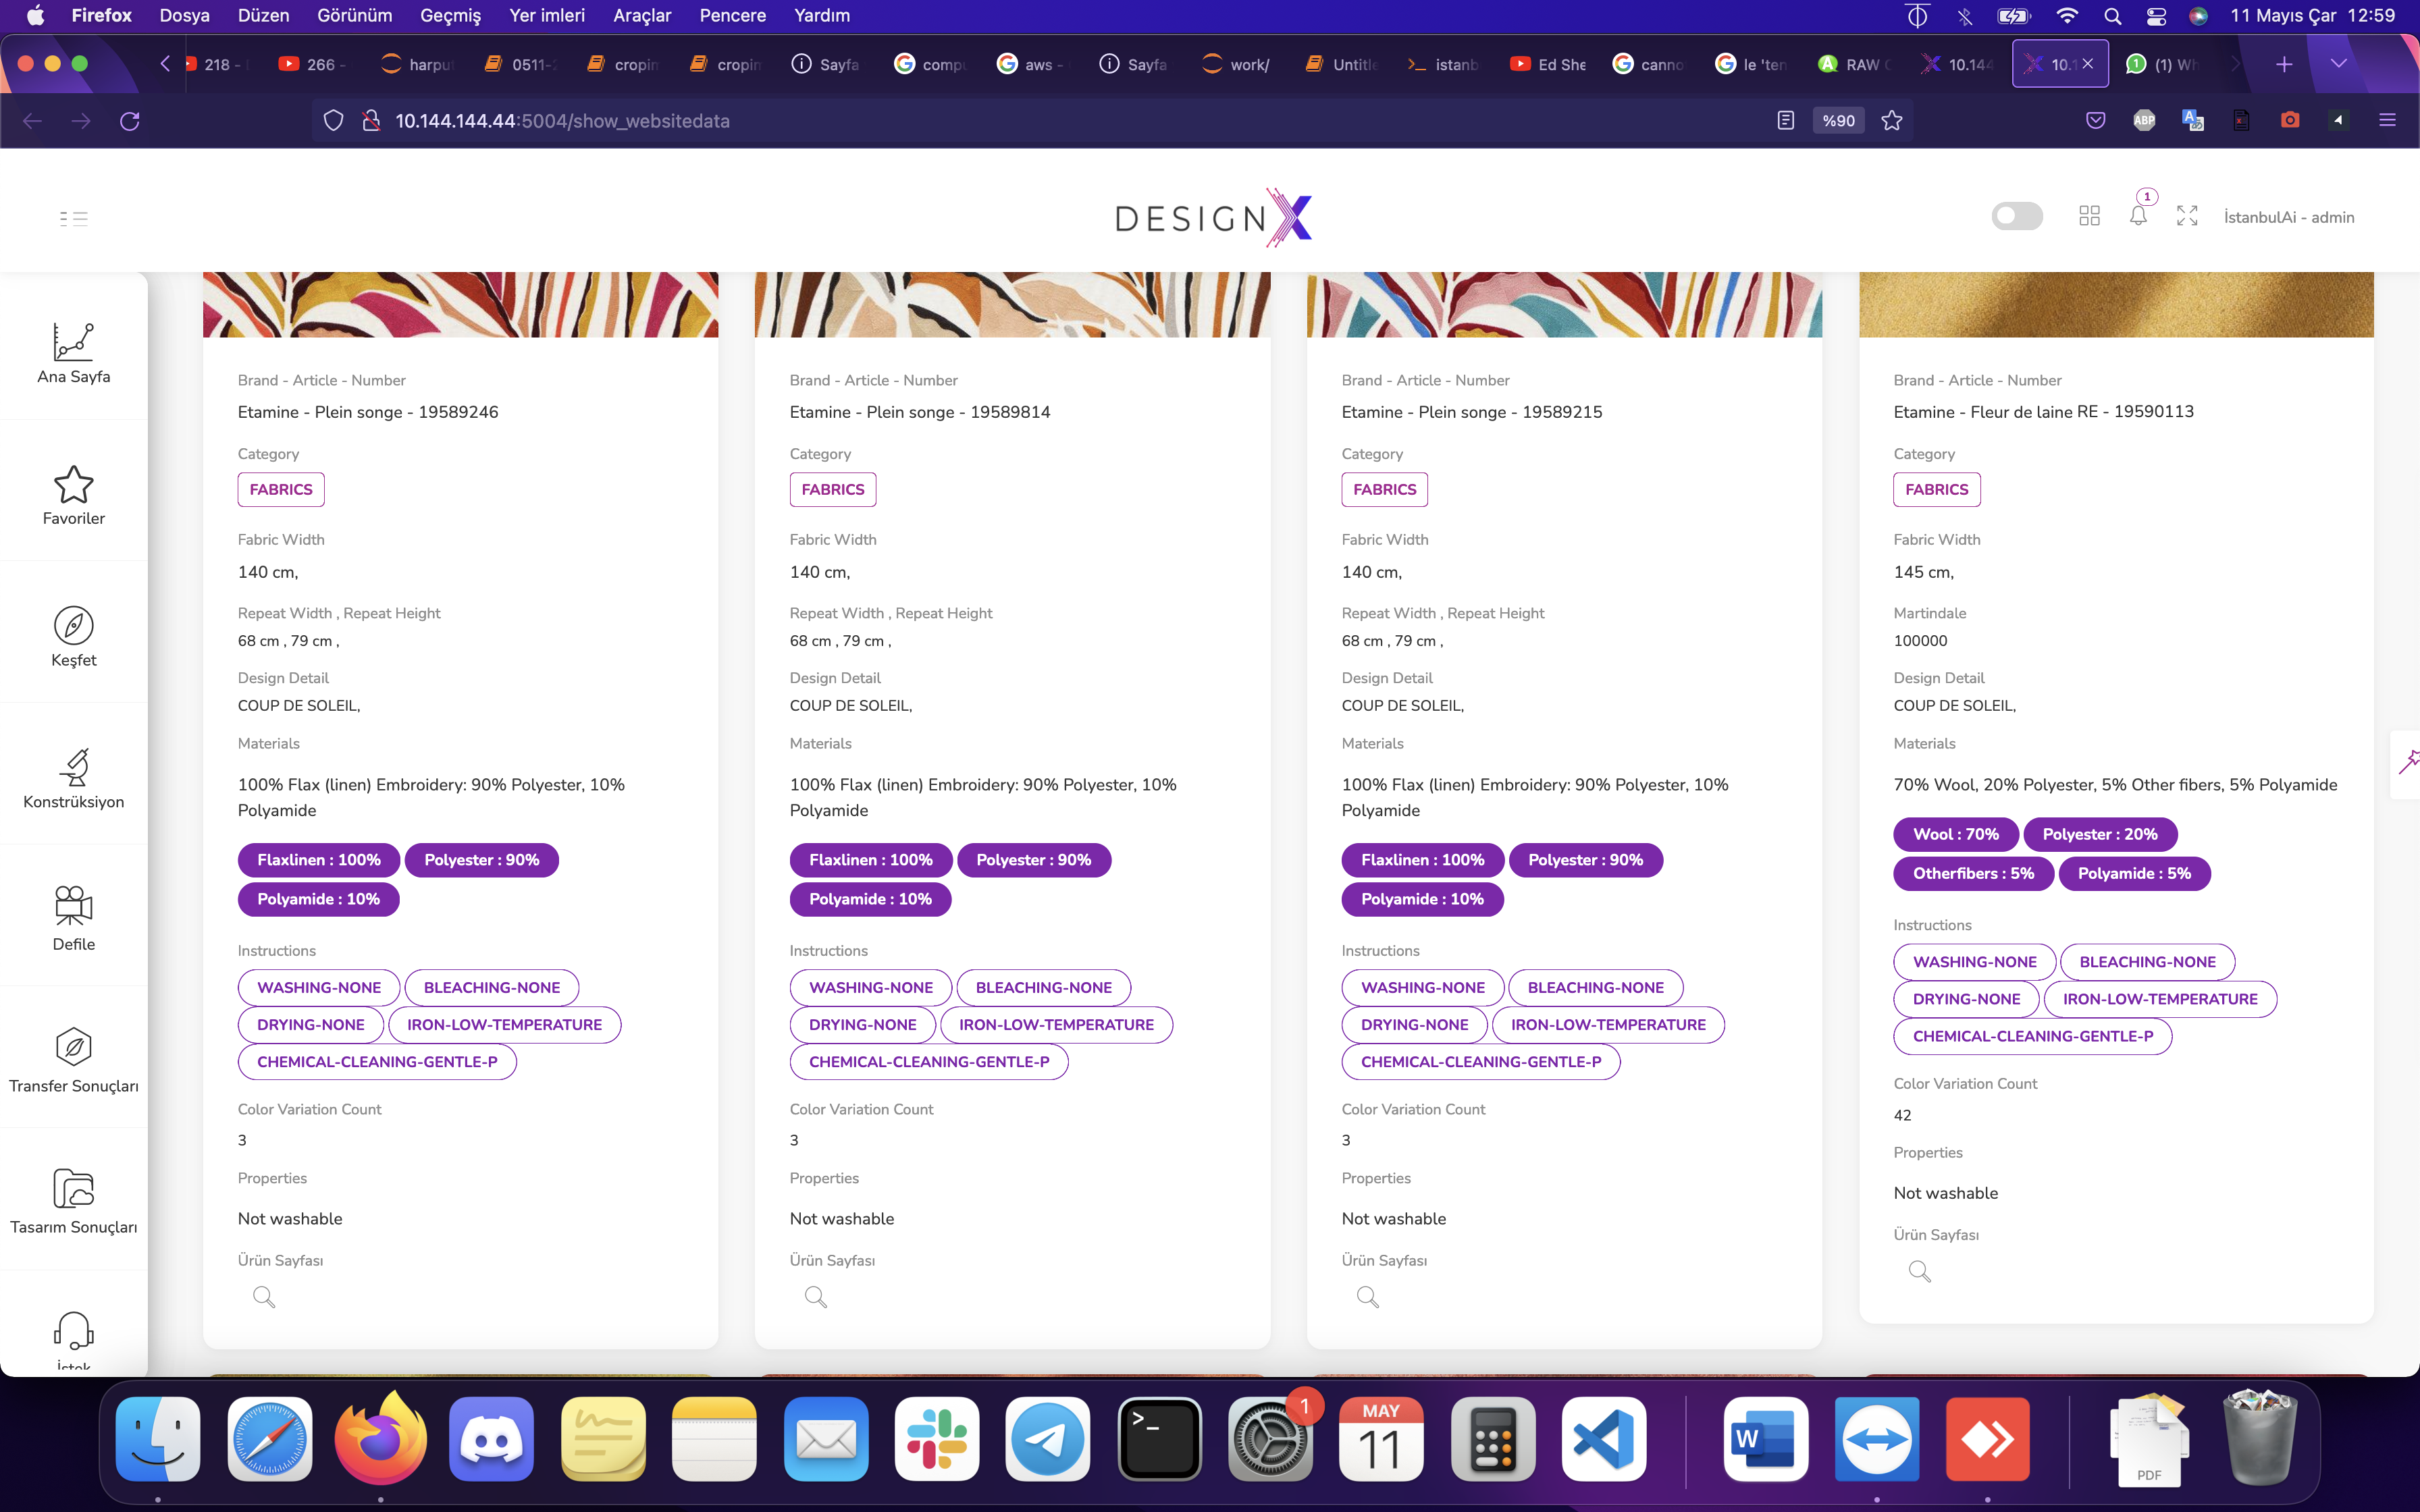 Firefox Dosya Düzen Görünüm Geçmiş Yer imleri Araçlar Pencere Yardım 11 Mayıs Çar 12:59
218 - 266 - harpu 0511- cropin cropin Sayfa comp aws - Sayfa work/ Untitle istanb Ed She canno le 'ten RAW 10.144 10.1 (1) Wh
10.144.144.44:5004/show_websitedata %90 ABP
DESIGNX 1 İstanbulAi - admin
Ana Sayfa
Favoriler
Keşfet
Konstrüksiyon
Defile
Transfer Sonuçları
Tasarım Sonuçları
İstek
Brand - Article - Number
Etamine - Plein songe - 19589246
Category
FABRICS
Fabric Width
140 cm,
Repeat Width , Repeat Height
68 cm , 79 cm ,
Design Detail
COUP DE SOLEIL,
Materials
100% Flax (linen) Embroidery: 90% Polyester, 10%
Polyamide
Flaxlinen : 100% Polyester : 90%
Polyamide : 10%
Instructions
WASHING-NONE BLEACHING-NONE
DRYING-NONE IRON-LOW-TEMPERATURE
CHEMICAL-CLEANING-GENTLE-P
Color Variation Count
3
Properties
Not washable
Ürün Sayfası
Brand - Article - Number
Etamine - Plein songe - 19589814
Category
FABRICS
Fabric Width
140 cm,
Repeat Width , Repeat Height
68 cm , 79 cm ,
Design Detail
COUP DE SOLEIL,
Materials
100% Flax (linen) Embroidery: 90% Polyester, 10%
Polyamide
Flaxlinen : 100% Polyester : 90%
Polyamide : 10%
Instructions
WASHING-NONE BLEACHING-NONE
DRYING-NONE IRON-LOW-TEMPERATURE
CHEMICAL-CLEANING-GENTLE-P
Color Variation Count
3
Properties
Not washable
Ürün Sayfası
Brand - Article - Number
Etamine - Plein songe - 19589215
Category
FABRICS
Fabric Width
140 cm,
Repeat Width , Repeat Height
68 cm , 79 cm ,
Design Detail
COUP DE SOLEIL,
Materials
100% Flax (linen) Embroidery: 90% Polyester, 10%
Polyamide
Flaxlinen : 100% Polyester : 90%
Polyamide : 10%
Instructions
WASHING-NONE BLEACHING-NONE
DRYING-NONE IRON-LOW-TEMPERATURE
CHEMICAL-CLEANING-GENTLE-P
Color Variation Count
3
Properties
Not washable
Ürün Sayfası
Brand - Article - Number
Etamine - Fleur de laine RE - 19590113
Category
FABRICS
Fabric Width
145 cm,
Martindale
100000
Design Detail
COUP DE SOLEIL,
Materials
70% Wool, 20% Polyester, 5% Other fibers, 5% Polyamide
Wool : 70% Polyester : 20%
Otherfibers : 5% Polyamide : 5%
Instructions
WASHING-NONE BLEACHING-NONE
DRYING-NONE IRON-LOW-TEMPERATURE
CHEMICAL-CLEANING-GENTLE-P
Color Variation Count
42
Properties
Not washable
Ürün Sayfası
1
MAY
11
W
PDF